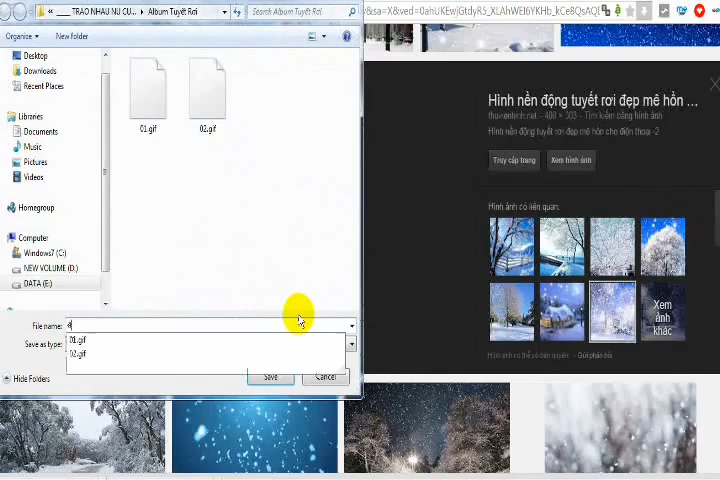 « ____ TRAO NHAU NỤ CƯ... ▸ Album Tuyết Rơi
Search Album Tuyết Rơi
Organize
New folder
Desktop
Downloads
Recent Places
Libraries
Documents
Music
Pictures
Videos
Homegroup
Computer
Windows7 (C:)
NEW VOLUME (D:)
DATA (E:)
01.gif
02.gif
File name:
01.gif
02.gif
Save as type:
Hide Folders
Save
Cancel
Hình nền động tuyết rơi đẹp mê hồn ...
thuvienhinh.net - 400 × 303 - Tìm kiếm bằng hình ảnh
Hình nền động tuyết rơi đẹp mê hồn cho điện thoại -2
Truy cập trang
Xem hình ảnh
Hình ảnh có liên quan:
Xem
hình ảnh
khác
Hình ảnh có thể có bản quyền. - Gửi phản hồi